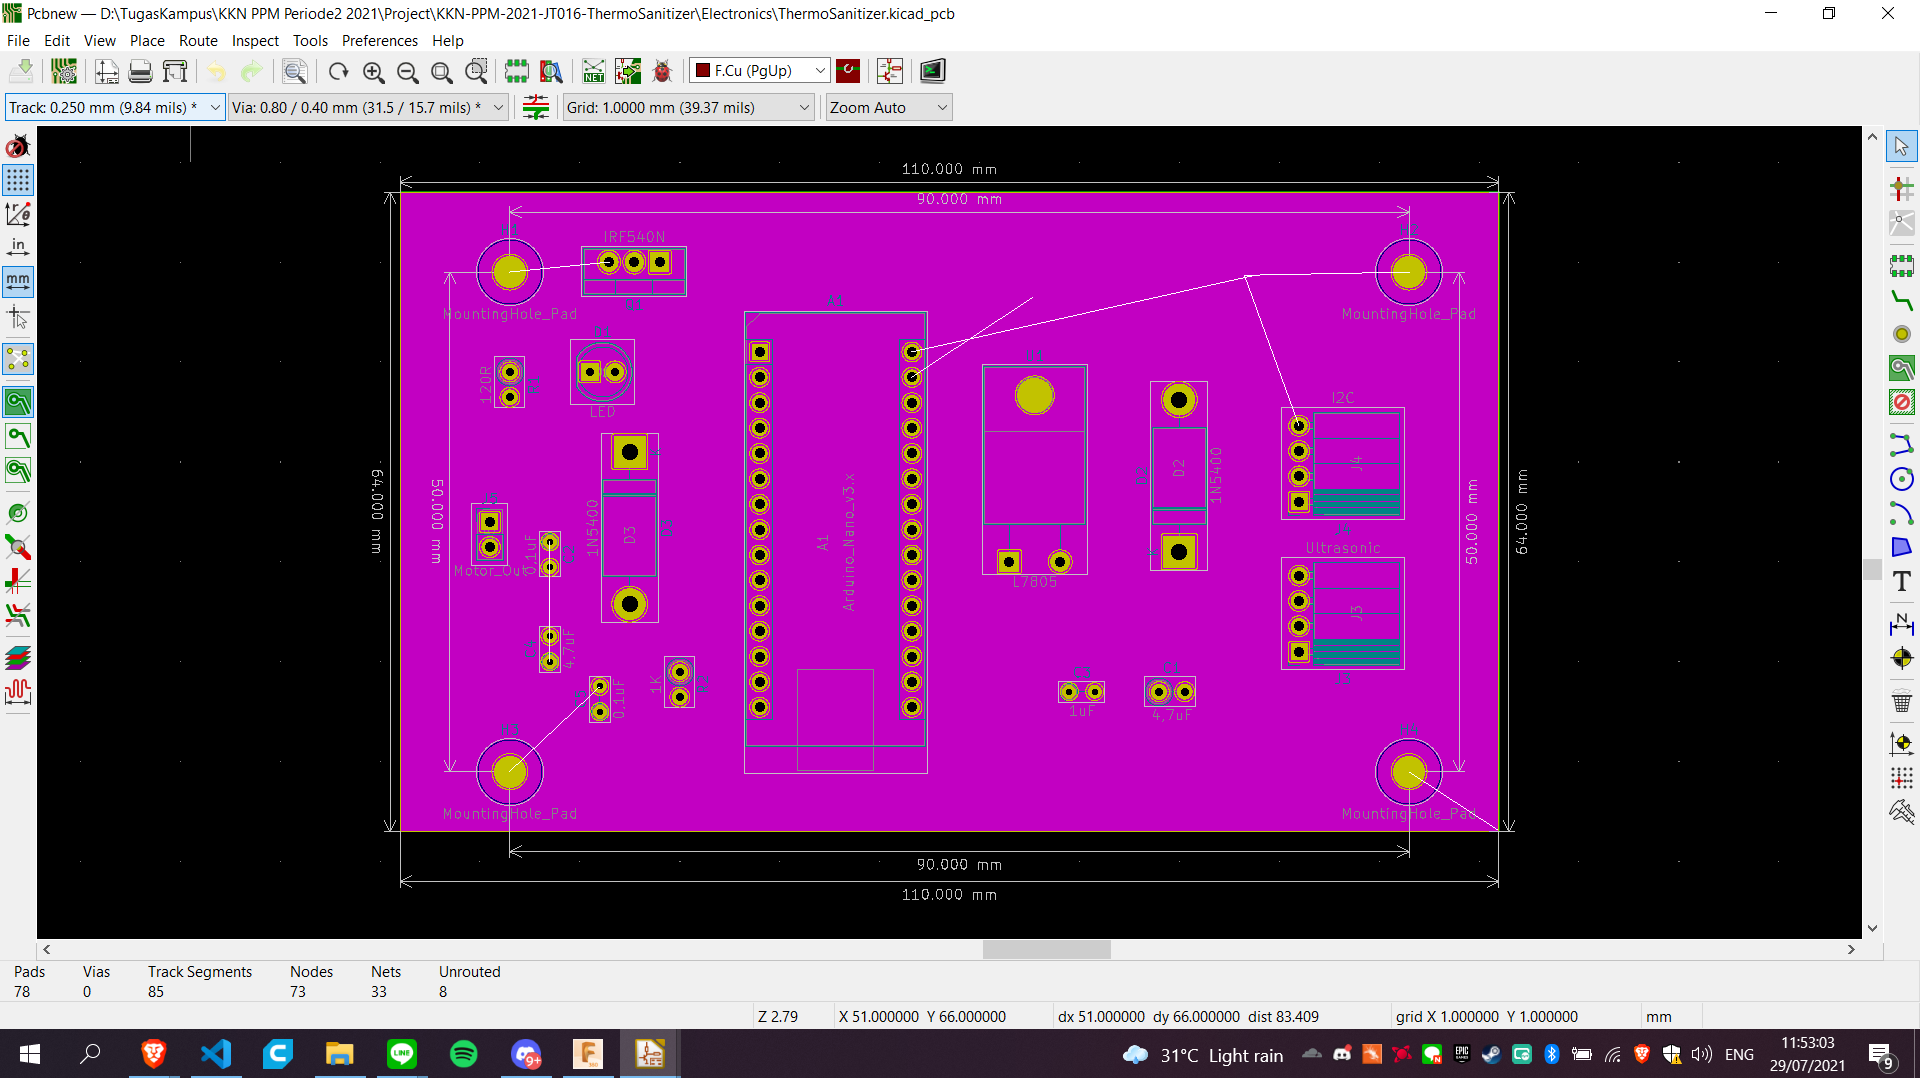 Pcbnew — D:\TugasKampus\KKN PPM Periode2 2021\Project\KKN-PPM-2021-JT016-ThermoSanitizer\Electronics\ThermoSanitizer.kicad_pcb
File Edit View Place Route Inspect Tools Preferences Help
NET F.Cu (PgUp)
Track: 0.250 mm (9.84 mils) * Via: 0.80 / 0.40 mm (31.5 / 15.7 mils) * Grid: 1.0000 mm (39.37 mils) Zoom Auto
in
mm
110.000 mm
90.000 mm
IRF540N
MountingHole_Pad
MountingHole_Pad
A1
120R
LED
I2C
J4
D2
1N5400
64.000 mm
50.000 mm
1N5400
D3
A1
Arduino_Nano_v3.x
50.000 mm
64.000 mm
Ultrasonic
Motor_Out
0.1uF
L7805
J3
4.7uF
1K
0.1uF
1uF
4.7uF
MountingHole_Pad
MountingHole_Pad
90.000 mm
110.000 mm
T
N
Pads Vias Track Segments Nodes Nets Unrouted
78 0 85 73 33 8
Z 2.79 X 51.000000 Y 66.000000 dx 51.000000 dy 66.000000 dist 83.409 grid X 1.000000 Y 1.000000 mm
LINE
9+
31°C Light rain
EPIC
ENG
11:53:03
29/07/2021
9